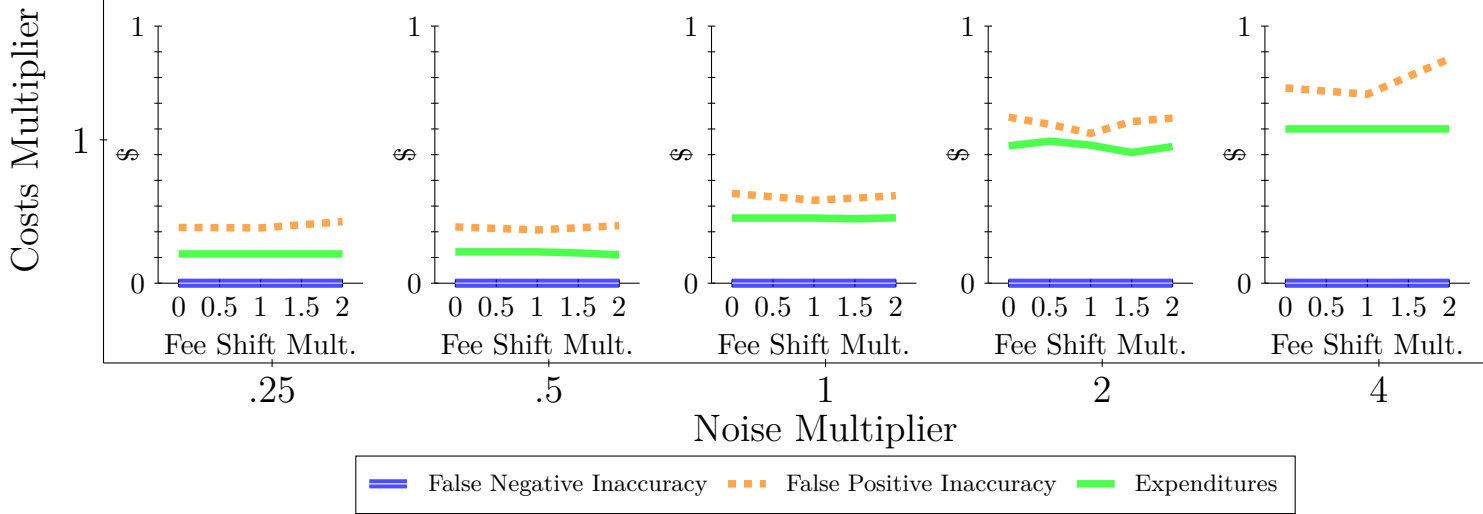 Costs Multiplier
1
1 1 1 1 1
$ $ $ $ $
0 0 0 0 0
0 0.5 1 1.5 2 0 0.5 1 1.5 2 0 0.5 1 1.5 2 0 0.5 1 1.5 2 0 0.5 1 1.5 2
Fee Shift Mult. Fee Shift Mult. Fee Shift Mult. Fee Shift Mult. Fee Shift Mult.
.25 .5 1 2 4
Noise Multiplier
False Negative Inaccuracy False Positive Inaccuracy Expenditures